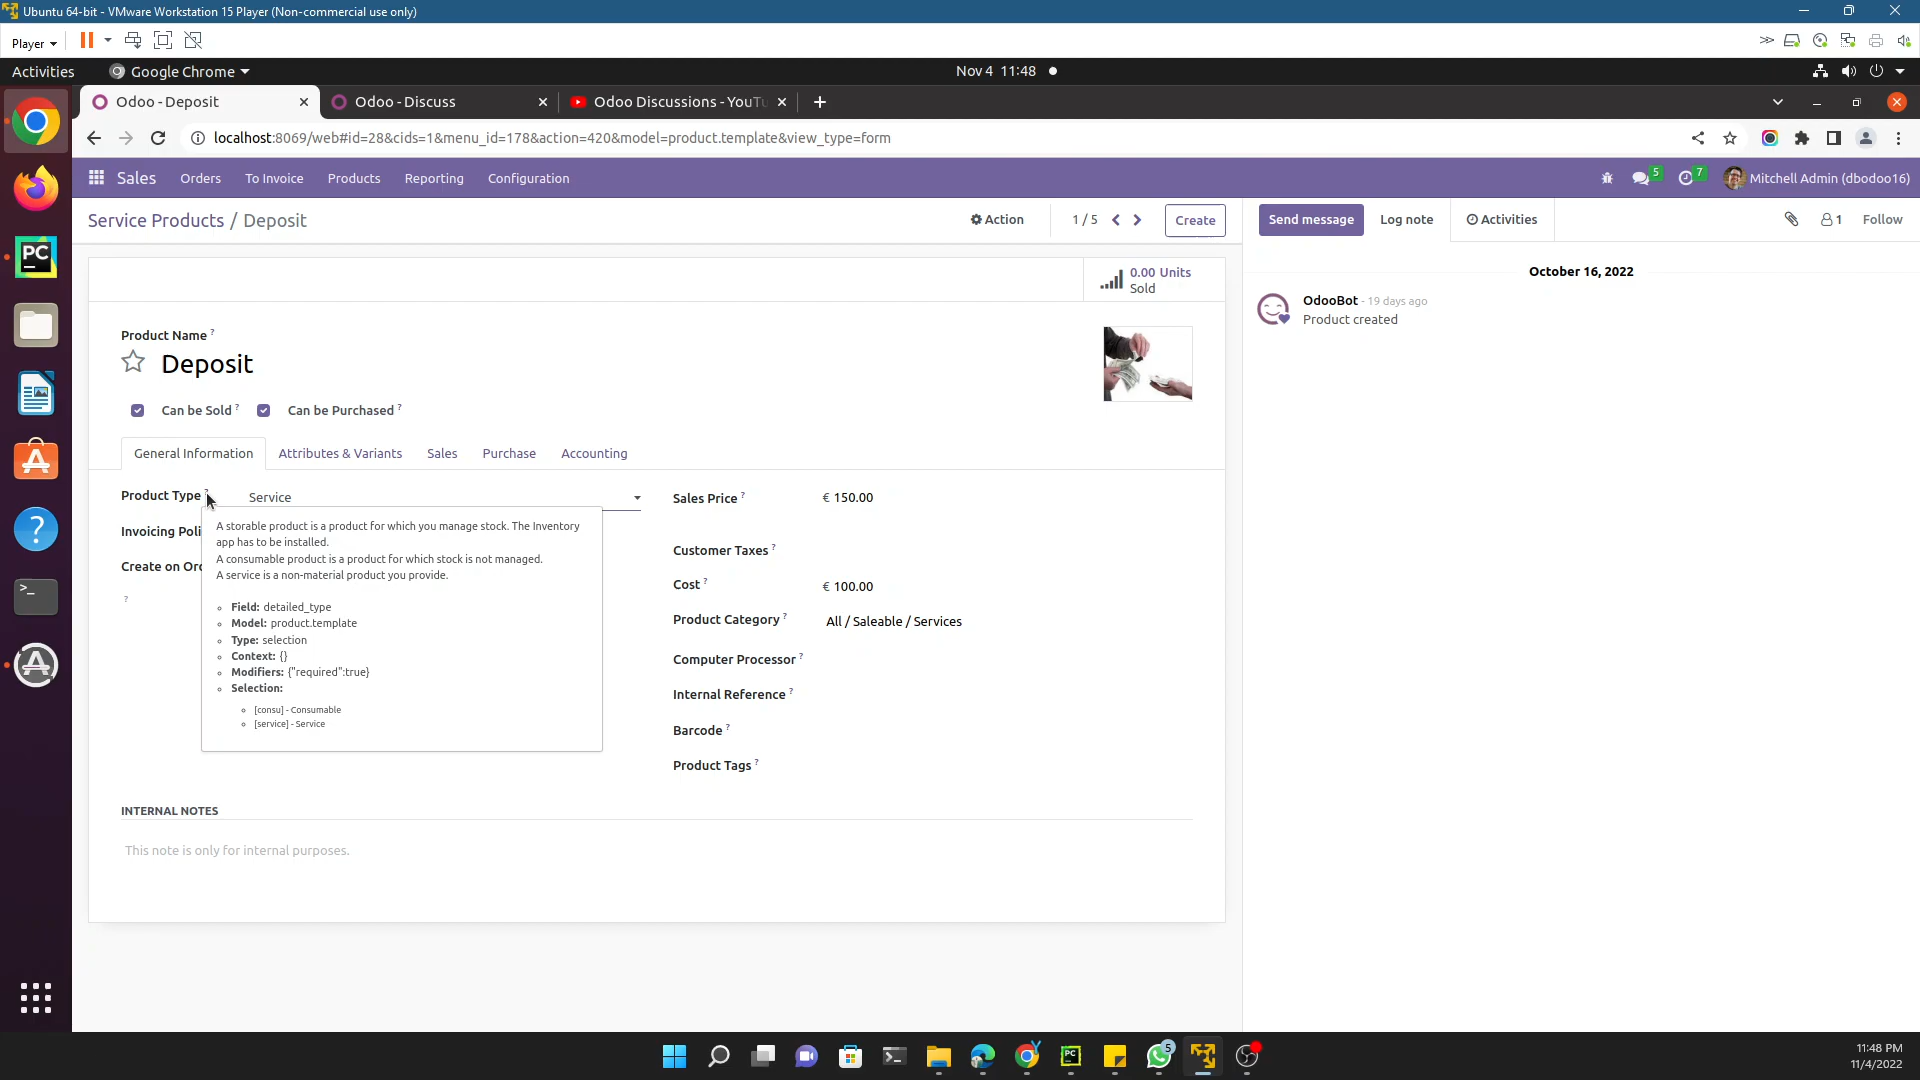 Ubuntu 64-bit - VMware Workstation 15 Player (Non-commercial use only)
Player
Activities
Google Chrome
Nov 4 11:48
Odoo - Deposit
Odoo - Discuss
Odoo Discussions - YouTu
localhost:8069/web#id=28&cids=1&menu_id=178&action=420&model=product.template&view_type=form
Sales
Orders
To Invoice
Products
Reporting
Configuration
5
7
Mitchell Admin (dbodoo16)
Service Products / Deposit
Action
1 / 5
Create
Send message
Log note
Activities
1
Follow
0.00 Units
Sold
October 16, 2022
OdooBot - 19 days ago
Product created
Product Name ?
Deposit
Can be Sold ?
Can be Purchased ?
General Information
Attributes & Variants
Sales
Purchase
Accounting
Product Type ?
Service
Invoicing Poli
Create on Ord
?
A storable product is a product for which you manage stock. The Inventory
app has to be installed.
A consumable product is a product for which stock is not managed.
A service is a non-material product you provide.
Field: detailed_type
Model: product.template
Type: selection
Context: {}
Modifiers: {"required":true}
Selection:
[consu] - Consumable
[service] - Service
Sales Price ?
€ 150.00
Customer Taxes ?
Cost ?
€ 100.00
Product Category ?
All / Saleable / Services
Computer Processor ?
Internal Reference ?
Barcode ?
Product Tags ?
INTERNAL NOTES
This note is only for internal purposes.
PC
>_
?
PC
5
11:48 PM
11/4/2022